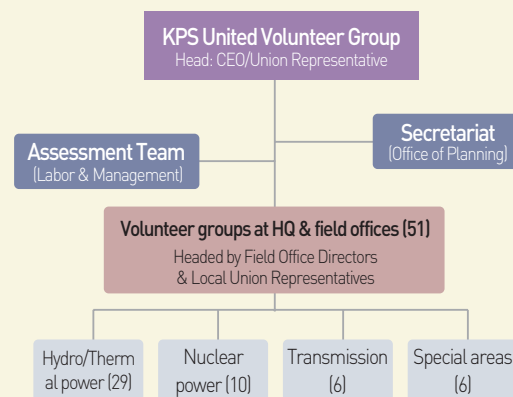 KPS United Volunteer Group
Head: CEO/Union Representative
Secretariat
(Office of Planning)
Assessment Team
(Labor & Management)
Volunteer groups at HQ & field offices (51)
Headed by Field Office Directors
& Local Union Representatives
Hydro/Therm
al power (29)
Nuclear
power (10)
Transmission
(6)
Special areas
(6)